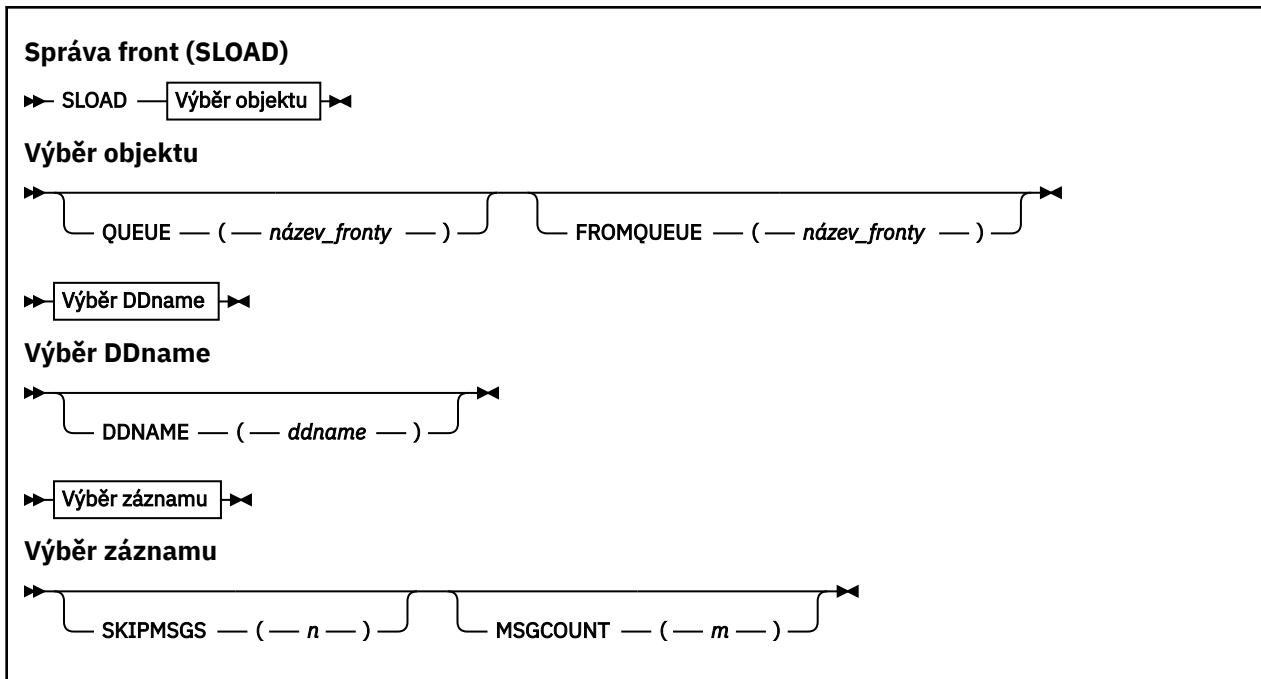 Správa front (SLOAD)
SLOAD Výběr objektu
Výběr objektu
QUEUE ( název_fronty ) FROMQUEUE ( název_fronty )
Výběr DDname
Výběr DDname
DDNAME ( ddname )
Výběr záznamu
Výběr záznamu
SKIPMSGS ( n ) MSGCOUNT ( m )